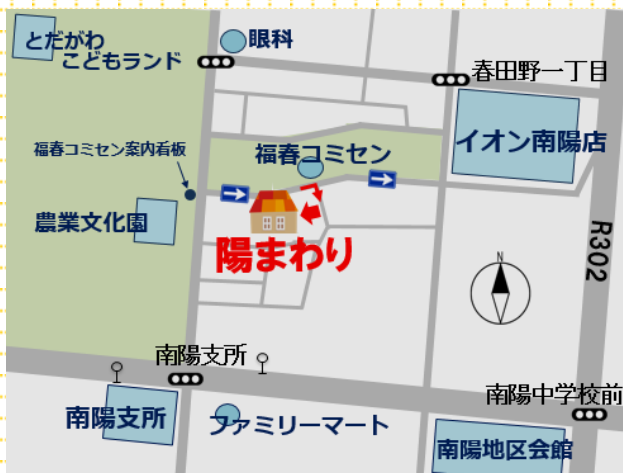 とだがわ
こどもランド
眼科
春田野一丁目
イオン南陽店
福春コミセン案内看板
福春コミセン
農業文化園
陽まわり
R302
N
南陽支所
南陽中学校前
南陽支所
ファミリーマート
南陽地区会館